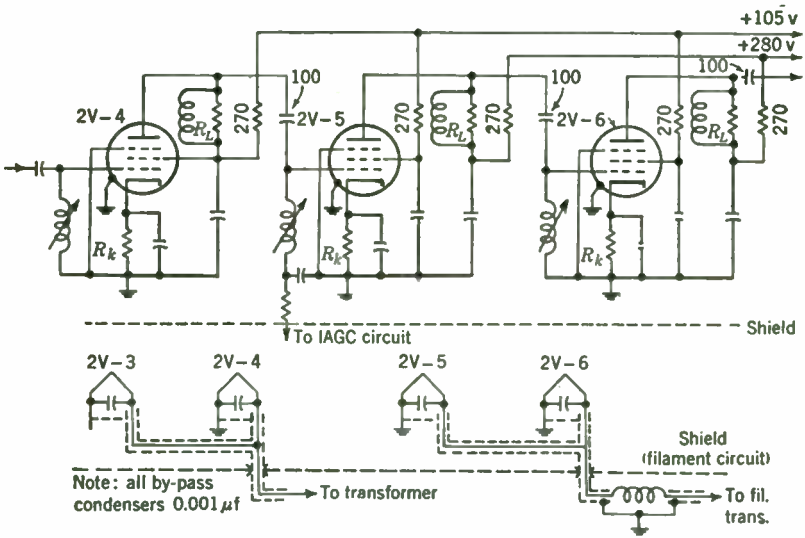 +105 v
+280 v
100
100
100
2V-4
2V-5
2V-6
R_L
270
270
R_L
270
270
R_L
270
R_k
R_k
R_k
To IAGC circuit
Shield
2V-3
2V-4
2V-5
2V-6
Shield
(filament circuit)
Note: all by-pass
condensers 0.001 μf
To transformer
To fil.
trans.